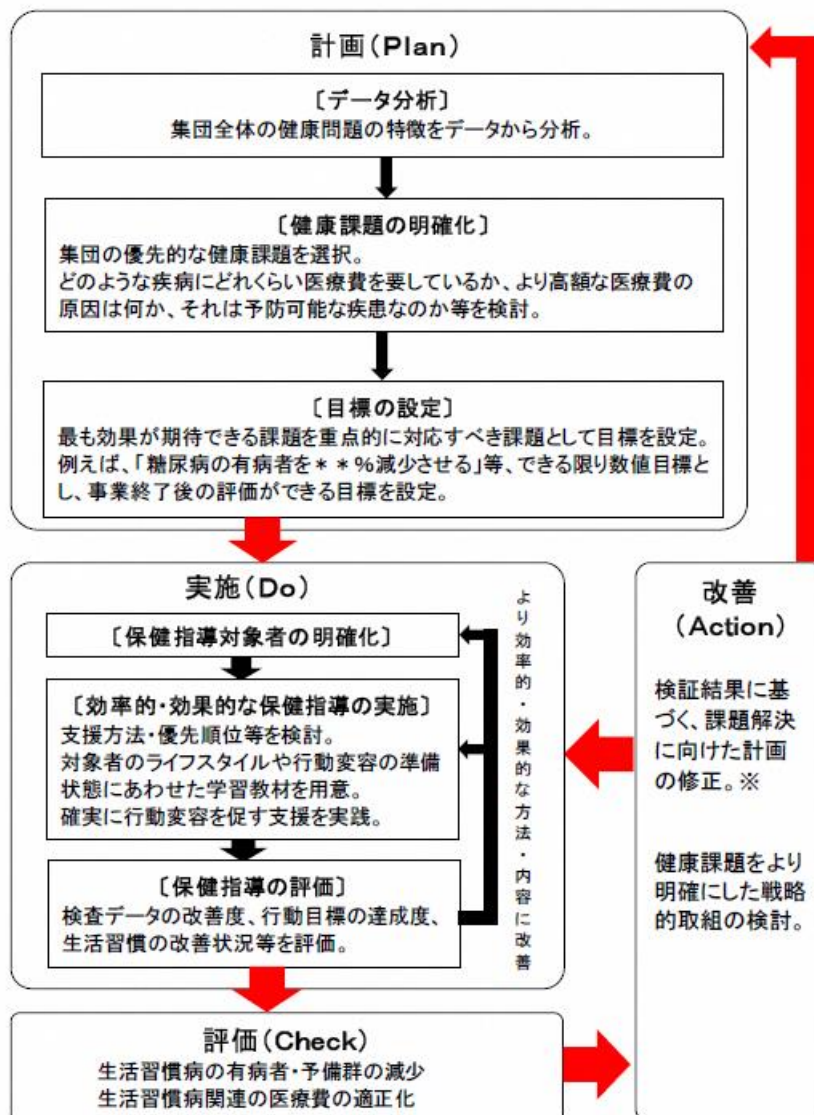 計画(Plan)
〔データ分析〕
集団全体の健康問題の特徴をデータから分析。
〔健康課題の明確化〕
集団の優先的な健康課題を選択。
どのような疾病にどれくらい医療費を要しているか、より高額な医療費の
原因は何か、それは予防可能な疾患なのか等を検討。
〔目標の設定〕
最も効果が期待できる課題を重点的に対応すべき課題として目標を設定。
例えば、「糖尿病の有病者を＊＊%減少させる」等、できる限り数値目標と
し、事業終了後の評価ができる目標を設定。
実施(Do)
〔保健指導対象者の明確化〕
〔効率的・効果的な保健指導の実施〕
支援方法・優先順位等を検討。
対象者のライフスタイルや行動変容の準備
状態にあわせた学習教材を用意。
確実に行動変容を促す支援を実践。
〔保健指導の評価〕
検査データの改善度、行動目標の達成度、
生活習慣の改善状況等を評価。
より効率的・効果的な方法・内容に改善
改善
(Action)
検証結果に基
づく、課題解決
に向けた計画
の修正。※
健康課題をより
明確にした戦略
的取組の検討。
評価(Check)
生活習慣病の有病者・予備群の減少
生活習慣病関連の医療費の適正化